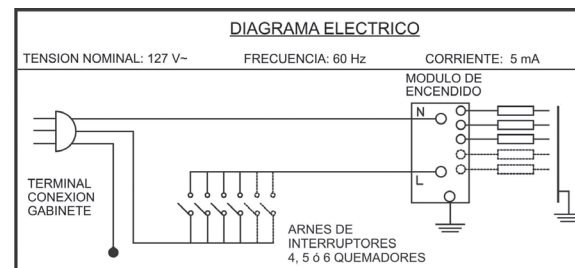 DIAGRAMA ELECTRICO
TENSION NOMINAL: 127 V~ FRECUENCIA: 60 Hz CORRIENTE: 5 mA
MODULO DE
ENCENDIDO
N
L
TERMINAL
CONEXION
GABINETE
ARNES DE
INTERRUPTORES
4, 5 ó 6 QUEMADORES